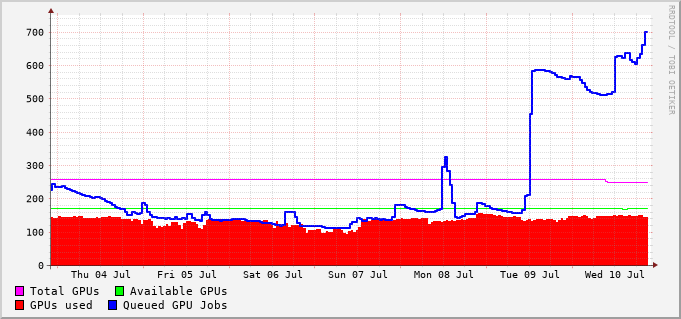 700
600
500
400
300
200
100
0
Thu 04 Jul Fri 05 Jul Sat 06 Jul Sun 07 Jul Mon 08 Jul Tue 09 Jul Wed 10 Jul
Total GPUs Available GPUs
GPUs used Queued GPU Jobs
RRDTOOL / TOBI OETIKER